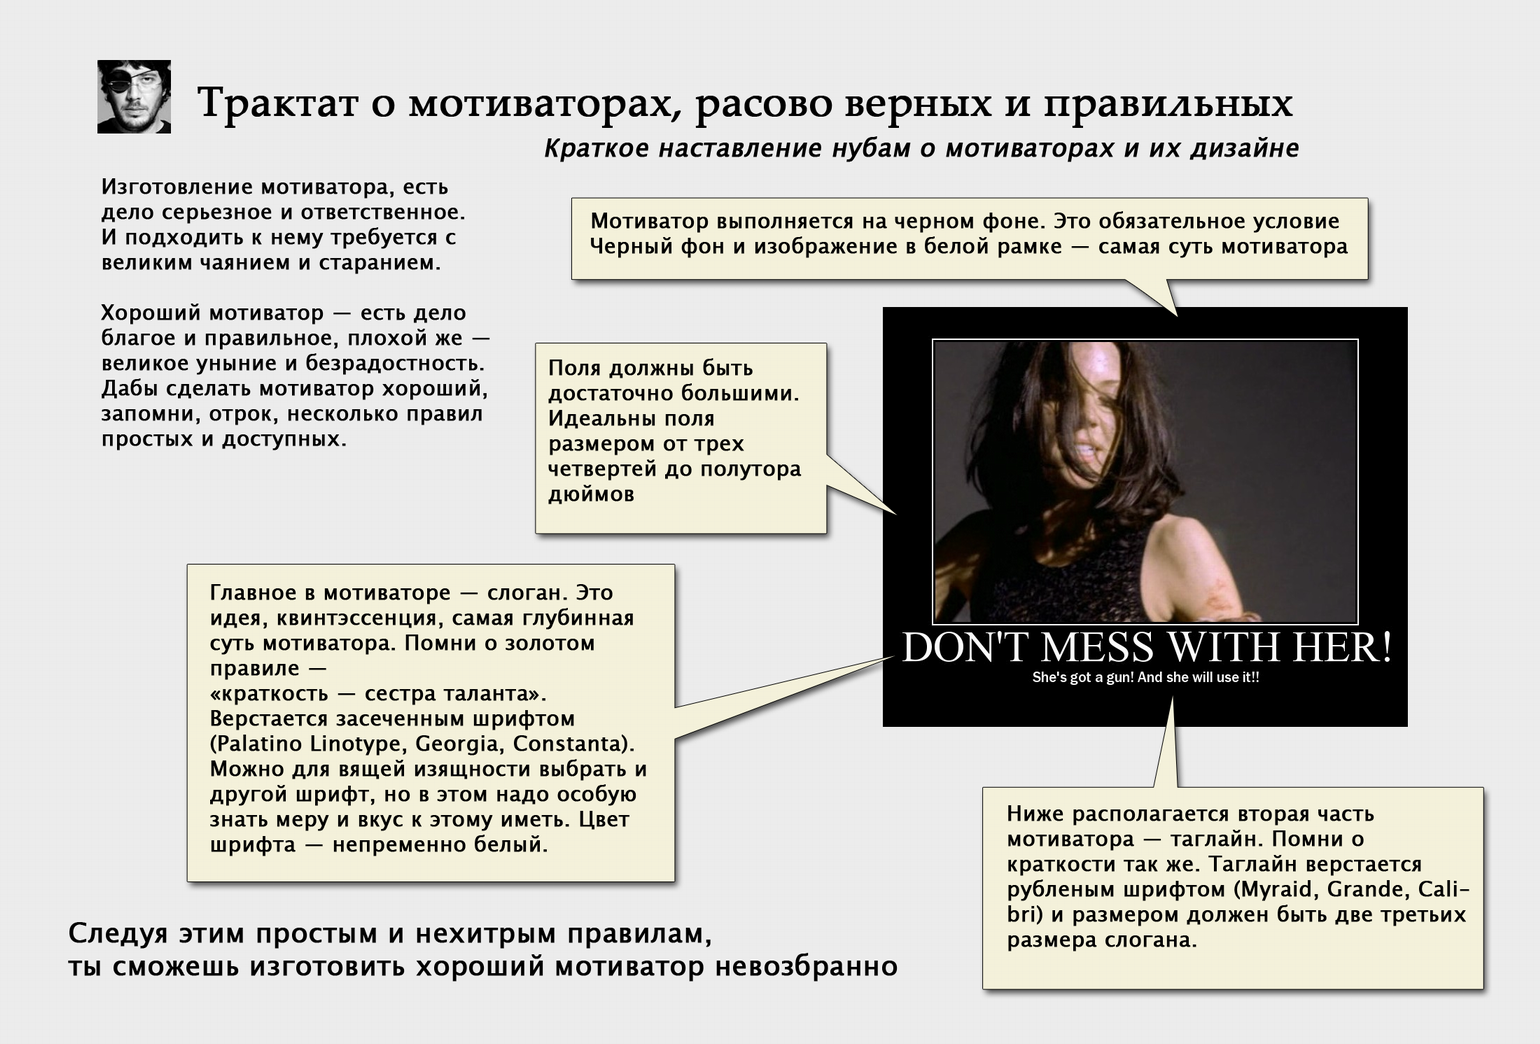 Трактат о мотиваторах, расово верных и правильных
Краткое наставление нубам о мотиваторах и их дизайне
Изготовление мотиватора, есть
дело серьезное и ответственное.
И подходить к нему требуется с
великим чаянием и старанием.
Хороший мотиватор — есть дело
благое и правильное, плохой же —
великое уныние и безрадостность.
Дабы сделать мотиватор хороший,
запомни, отрок, несколько правил
простых и доступных.
Мотиватор выполняется на черном фоне. Это обязательное условие
Черный фон и изображение в белой рамке — самая суть мотиватора
Поля должны быть
достаточно большими.
Идеальны поля
размером от трех
четвертей до полутора
дюймов
Главное в мотиваторе — слоган. Это
идея, квинтэссенция, самая глубинная
суть мотиватора. Помни о золотом
правиле —
«краткость — сестра таланта».
Верстается засеченным шрифтом
(Palatino Linotype, Georgia, Constanta).
Можно для вящей изящности выбрать и
другой шрифт, но в этом надо особую
знать меру и вкус к этому иметь. Цвет
шрифта — непременно белый.
DON'T MESS WITH HER!
She's got a gun! And she will use it!!
Ниже располагается вторая часть
мотиватора — таглайн. Помни о
краткости так же. Таглайн верстается
рубленым шрифтом (Myraid, Grande, Cali-
bri) и размером должен быть две третьих
размера слогана.
Следуя этим простым и нехитрым правилам,
ты сможешь изготовить хороший мотиватор невозбранно